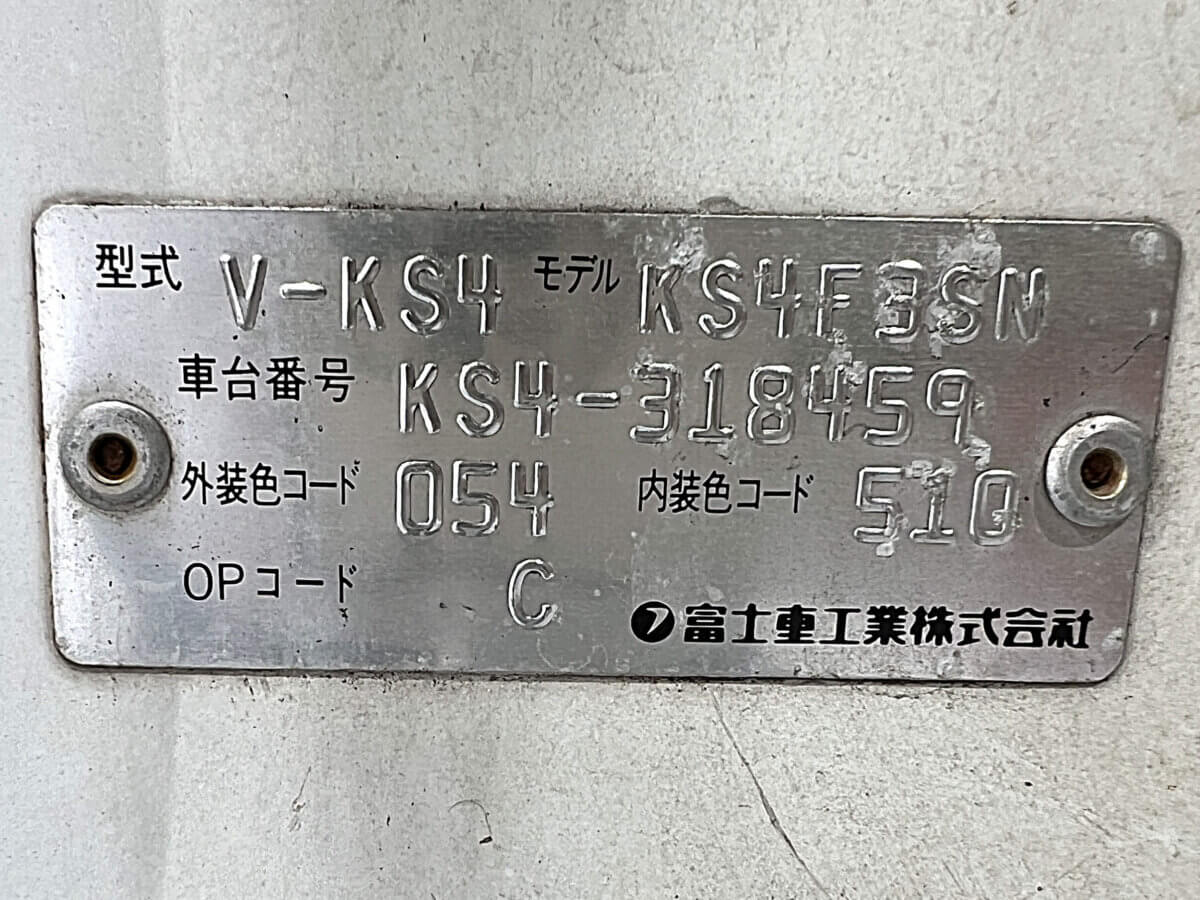 型式 V-KS4 モデル KS4F3SN
車台番号 KS4-318459
外装色コード 054 内装色コード 510
OPコード C
富士重工業株式会社